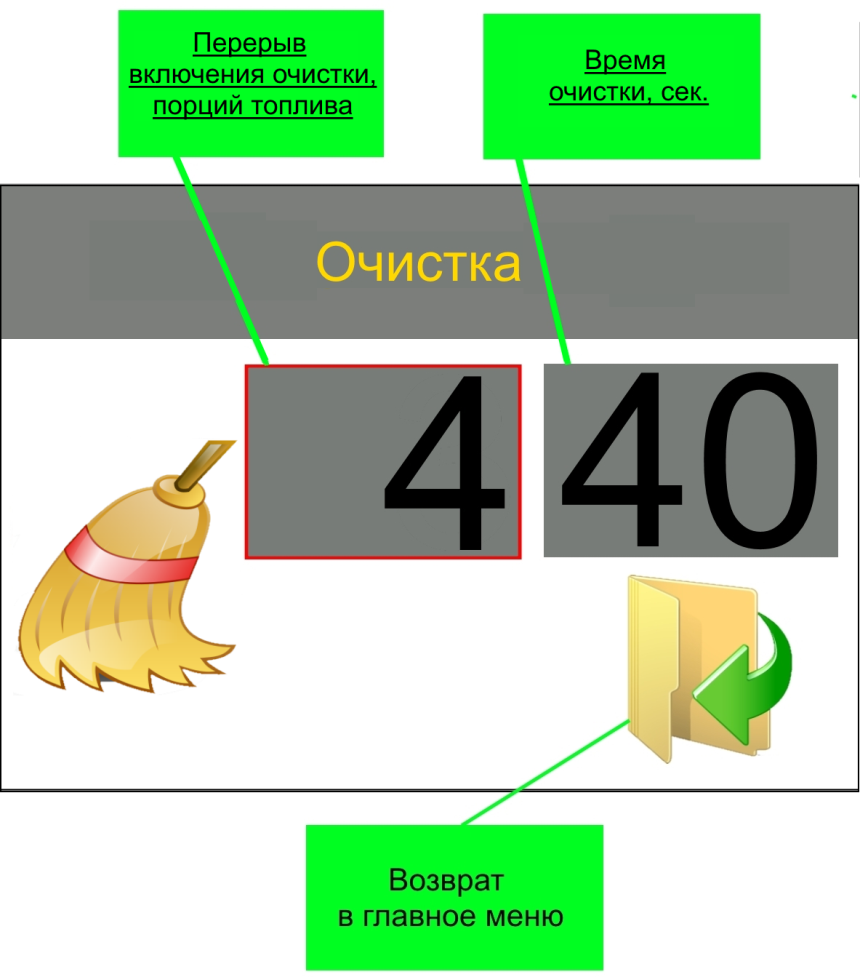 Перерыв
включения очистки,
порций топлива
Время
очистки, сек.
Очистка
4
40
Возврат
в главное меню